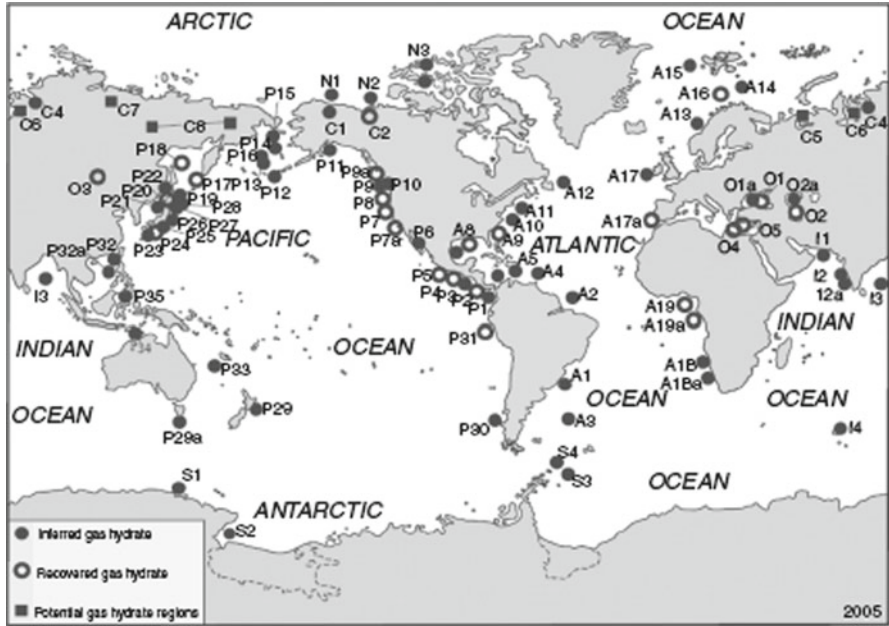 ARCTIC
OCEAN
N3
N1
N2
P15
A15
A14
A16
C4
C7
C6
C8
P14
C1
C2
A13
C5
C6
C4
P18
P16
P11
P9a
P10
P9
A12
A17
O1
O1a
O2a
O3
P22
P20
P21
P17
P13
P12
P19
P28
P8
P7
P7a
A11
A10
A9
A17a
O2
O4
O5
P26
P27
P25
P24
P23
PACIFIC
P6
A8
ATLANTIC
P32a
P32
I1
I2
12a
I3
I3
P35
P5
P4
P3
P2
P1
A5
A4
A2
A19
A19a
INDIAN
P34
OCEAN
P31
INDIAN
P33
A1B
A1Ba
OCEAN
P29
P29a
P30
A1
A3
OCEAN
OCEAN
I4
S1
S4
S3
OCEAN
ANTARCTIC
S2
Inferred gas hydrate
Recovered gas hydrate
Potential gas hydrate regions
2005